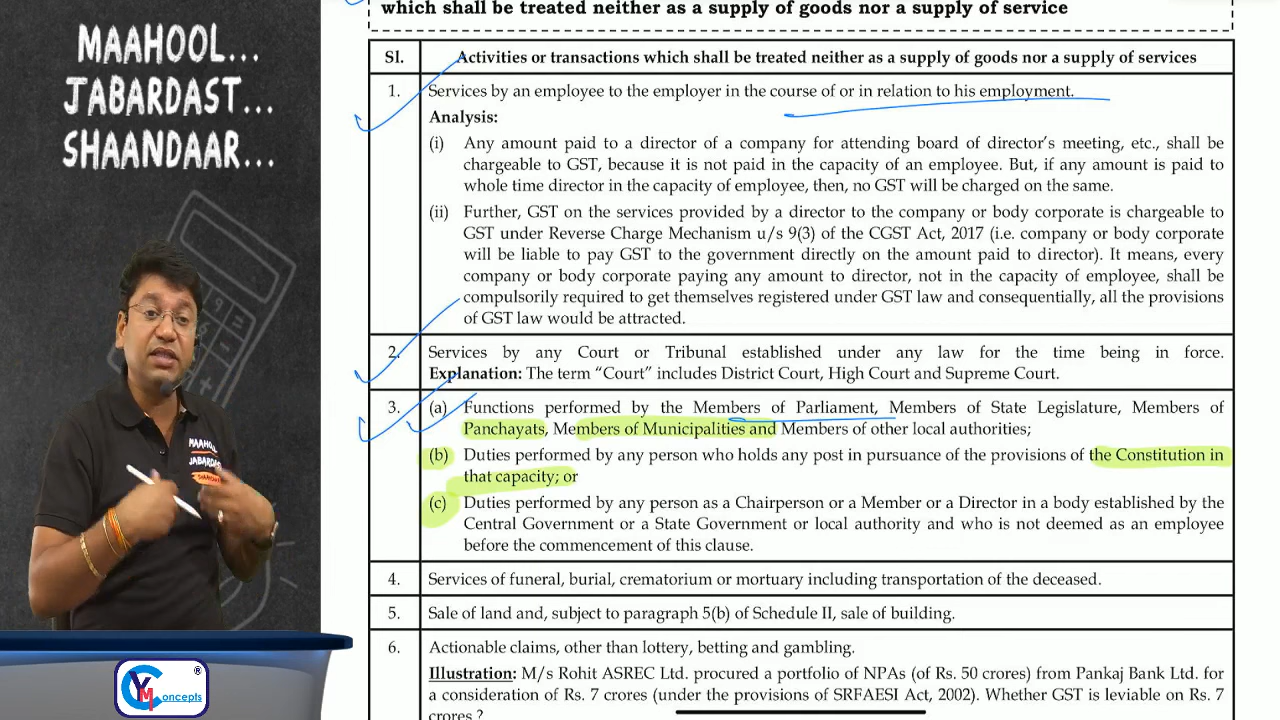 MAAHOOL...
JABARDAST...
SHAANDAAR...
which shall be treated neither as a supply of goods nor a supply of service
Sl. Activities or transactions which shall be treated neither as a supply of goods nor a supply of services
1. Services by an employee to the employer in the course of or in relation to his employment.
Analysis:
(i) Any amount paid to a director of a company for attending board of director's meeting, etc., shall be
chargeable to GST, because it is not paid in the capacity of an employee. But, if any amount is paid to
whole time director in the capacity of employee, then, no GST will be charged on the same.
(ii) Further, GST on the services provided by a director to the company or body corporate is chargeable to
GST under Reverse Charge Mechanism u/s 9(3) of the CGST Act, 2017 (i.e. company or body corporate
will be liable to pay GST to the government directly on the amount paid to director). It means, every
company or body corporate paying any amount to director, not in the capacity of employee, shall be
compulsorily required to get themselves registered under GST law and consequentially, all the provisions
of GST law would be attracted.
2. Services by any Court or Tribunal established under any law for the time being in force.
Explanation: The term "Court" includes District Court, High Court and Supreme Court.
3. (a) Functions performed by the Members of Parliament, Members of State Legislature, Members of
Panchayats, Members of Municipalities and Members of other local authorities;
(b) Duties performed by any person who holds any post in pursuance of the provisions of the Constitution in
that capacity; or
(c) Duties performed by any person as a Chairperson or a Member or a Director in a body established by the
Central Government or a State Government or local authority and who is not deemed as an employee
before the commencement of this clause.
4. Services of funeral, burial, crematorium or mortuary including transportation of the deceased.
5. Sale of land and, subject to paragraph 5(b) of Schedule II, sale of building.
6. Actionable claims, other than lottery, betting and gambling.
Illustration: M/s Rohit ASREC Ltd. procured a portfolio of NPAs (of Rs. 50 crores) from Pankaj Bank Ltd. for
a consideration of Rs. 7 crores (under the provisions of SRFAESI Act, 2002). Whether GST is leviable on Rs. 7
crores ?
MAAHOOL
JABARDAST
YM Concepts ®